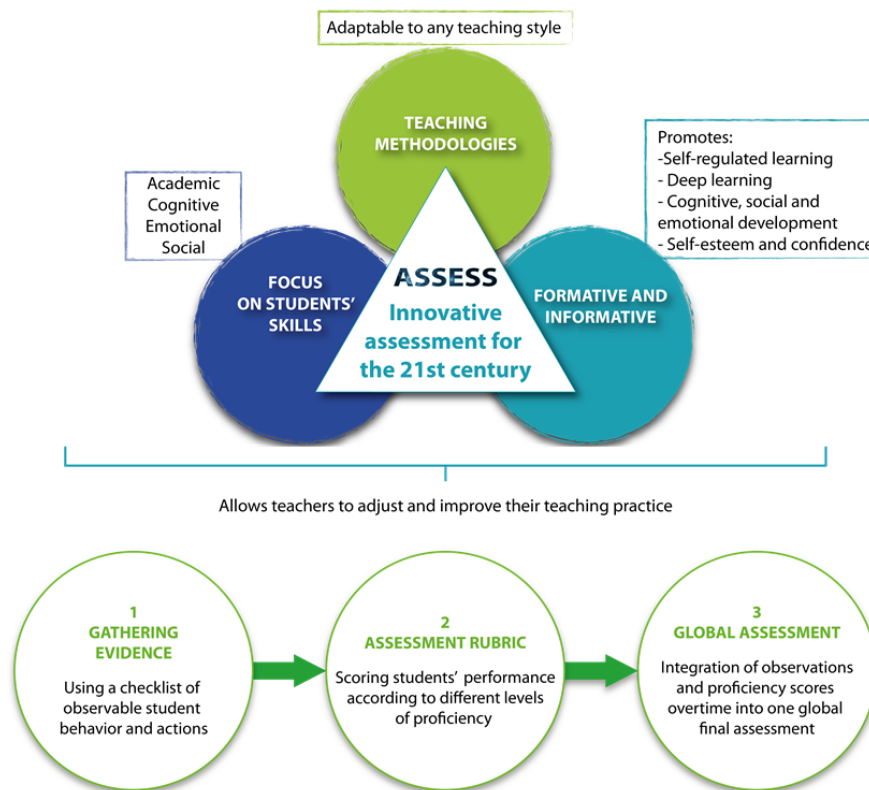 Adaptable to any teaching style
TEACHING
METHODOLOGIES
Promotes:
-Self-regulated learning
- Deep learning
- Cognitive, social and
emotional development
- Self-esteem and confidence
Academic
Cognitive
Emotional
Social
FOCUS
ON STUDENTS’
SKILLS
ASSESS
Innovative
assessment for
the 21st century
FORMATIVE AND
INFORMATIVE
Allows teachers to adjust and improve their teaching practice
1
GATHERING
EVIDENCE
Using a checklist of
observable student
behavior and actions
2
ASSESSMENT RUBRIC
Scoring students’ performance
according to different levels
of proficiency
3
GLOBAL ASSESSMENT
Integration of observations
and proficiency scores
overtime into one global
final assessment